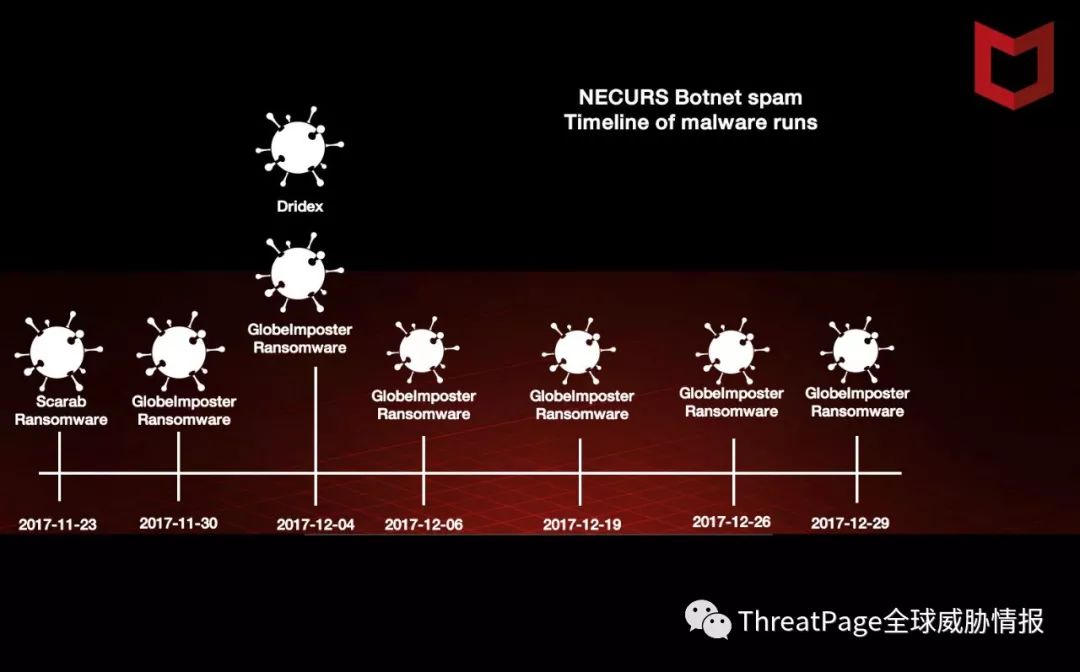 NECURS Botnet spam
Timeline of malware runs
Dridex
GlobeImposter
Ransomware
Scarab
Ransomware
GlobeImposter
Ransomware
GlobeImposter
Ransomware
GlobeImposter
Ransomware
GlobeImposter
Ransomware
GlobeImposter
Ransomware
2017-11-23
2017-11-30
2017-12-04
2017-12-06
2017-12-19
2017-12-26
2017-12-29
ThreatPage全球威胁情报